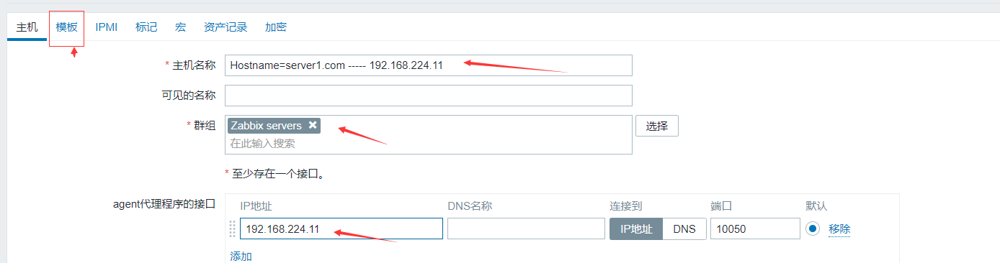 主机 模板 IPMI 标记 宏 资产记录 加密
* 主机名称 Hostname=server1.com ----- 192.168.224.11
可见的名称
* 群组 Zabbix servers ✖ 选择
在此输入搜索
* 至少存在一个接口。
agent代理程序的接口 IP地址 DNS名称 连接到 端口 默认
192.168.224.11 IP地址 DNS 10050 移除
添加